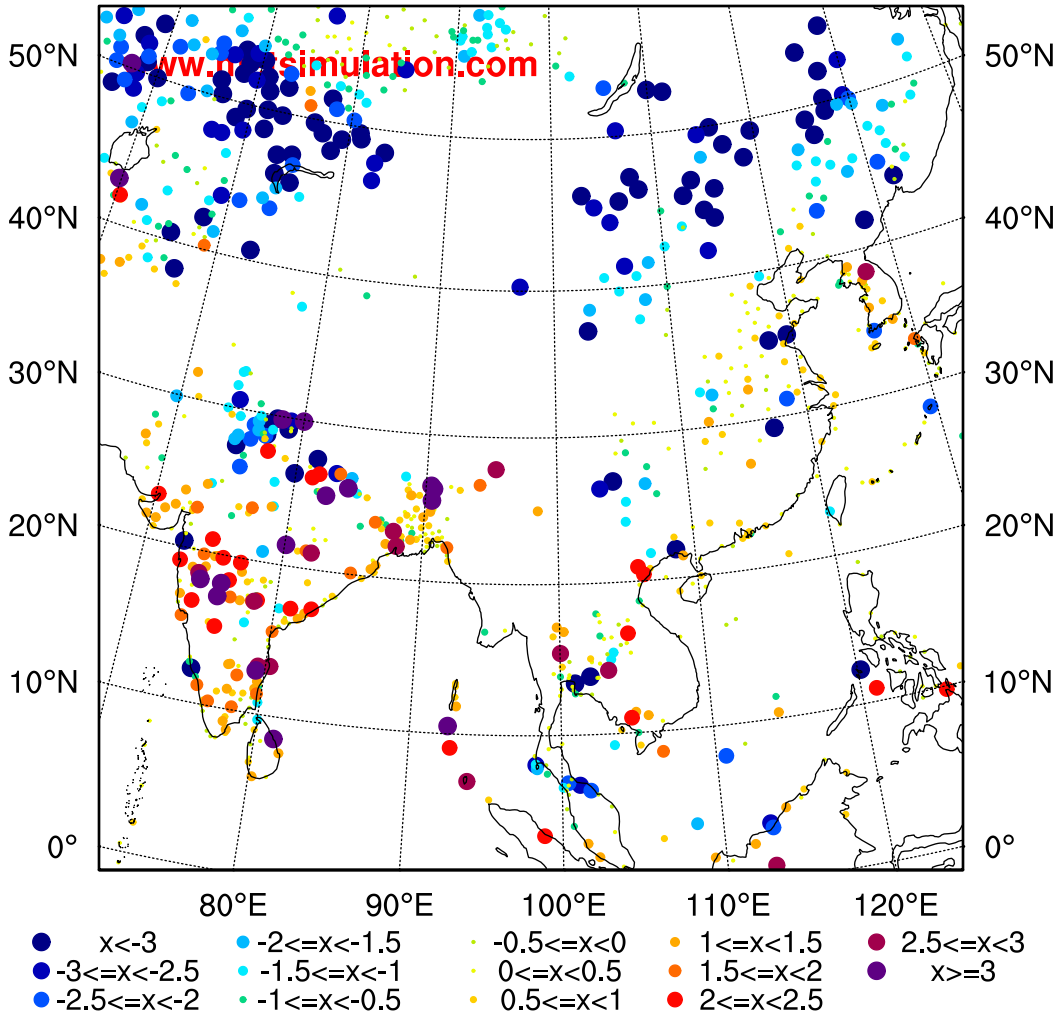 50°N 50°N
ww.m simulation.com
40°N 40°N
30°N 30°N
20°N 20°N
10°N 10°N
0° 0°
80°E 90°E 100°E 110°E 120°E
x<-3 -2<=x<-1.5 -0.5<=x<0 1<=x<1.5 2.5<=x<3
-3<=x<-2.5 -1.5<=x<-1 0<=x<0.5 1.5<=x<2 x>=3
-2.5<=x<-2 -1<=x<-0.5 0.5<=x<1 2<=x<2.5